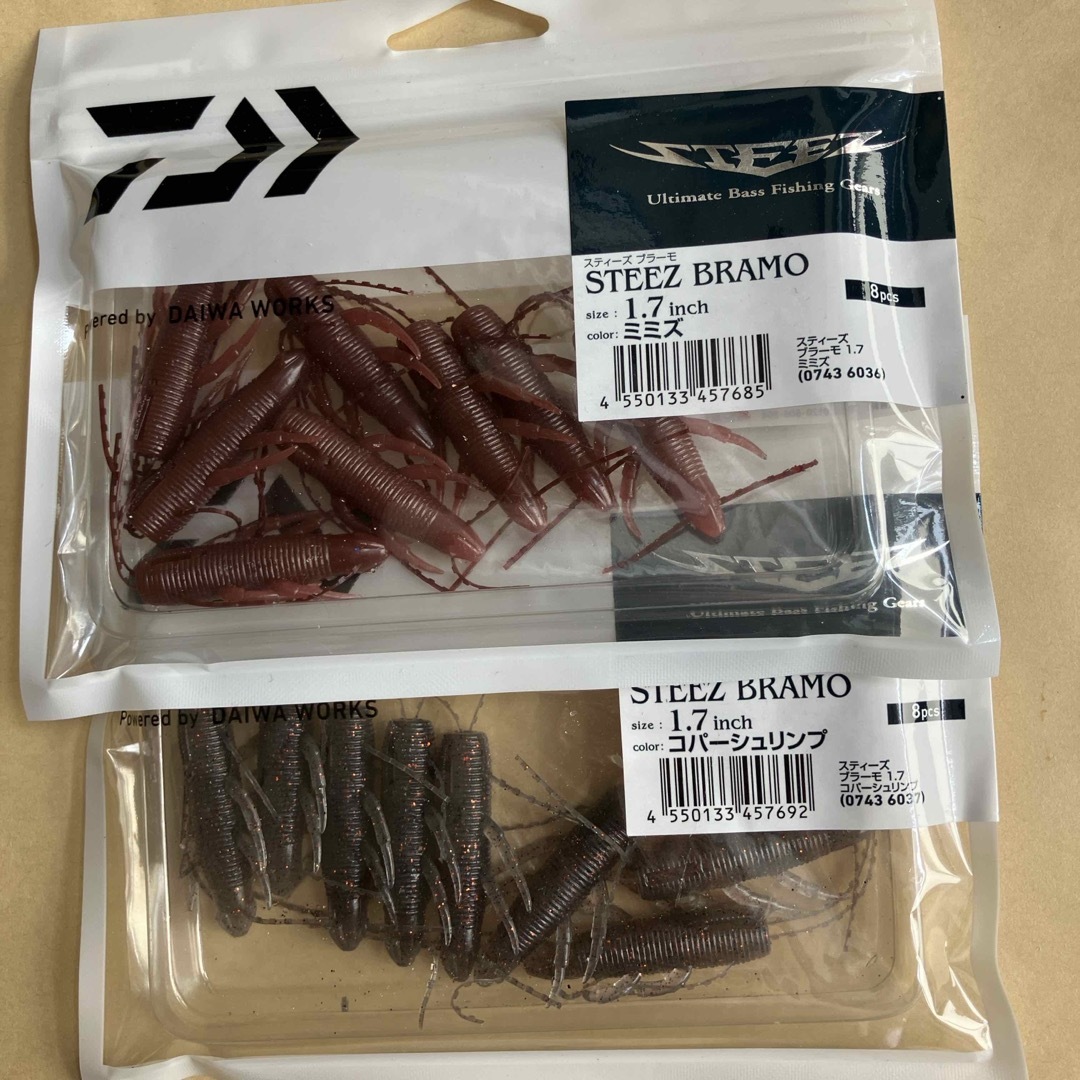 STEEZ
Ultimate Bass Fishing Gears
スティーズ ブラーモ
STEEZ BRAMO
size : 1.7 inch
8pcs
color: ミミズ
スティーズ
ブラーモ 1.7
ミミズ
(0743 6036)
4 550133 457685
powered by DAIWA WORKS
Ultimate Bass Fishing Gears
STEEZ BRAMO
size : 1.7 inch
8pcs
color: コパーシュリンプ
スティーズ
ブラーモ 1.7
コパーシュリンプ
(0743 6037)
4 550133 457692
Powered by DAIWA WORKS